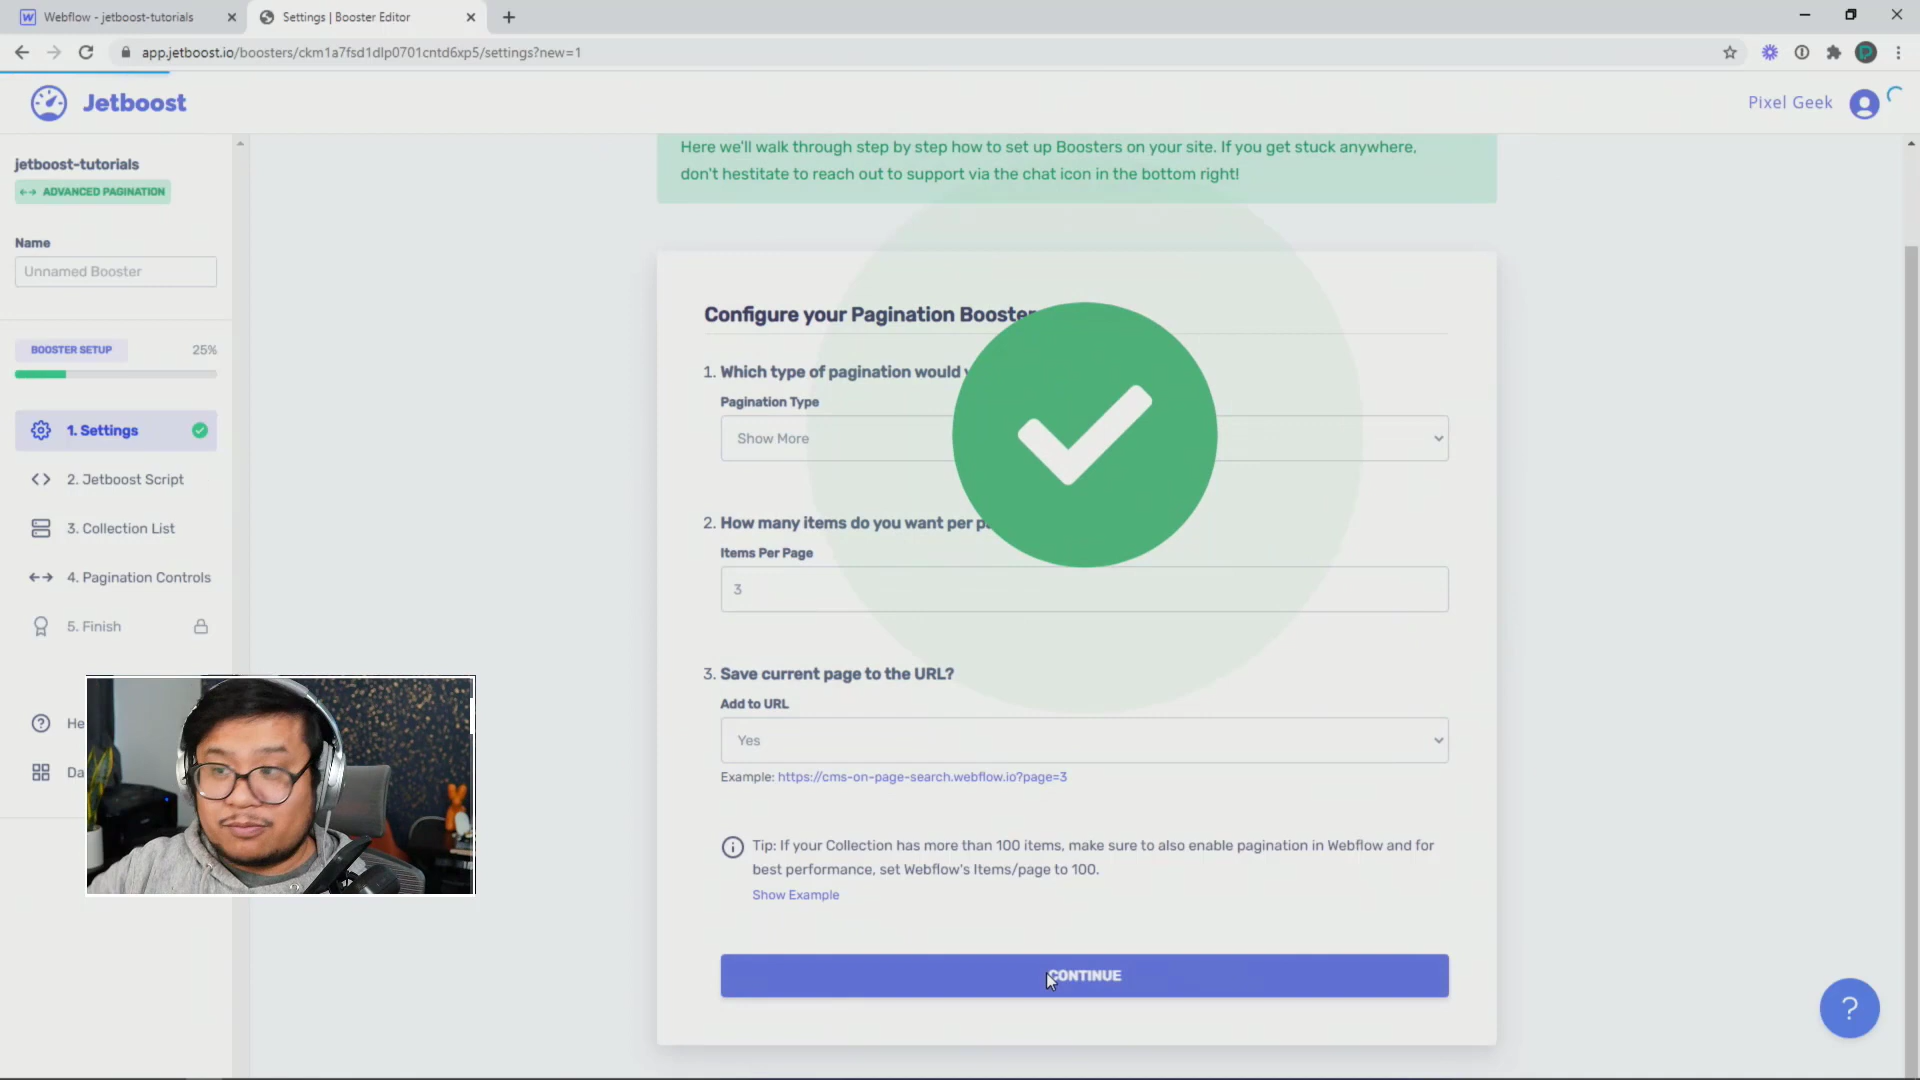 Webflow - jetboost-tutorials
Settings | Booster Editor
app.jetboost.io/boosters/ckm1a7fsd1dlp0701cntd6xp5/settings?new=1
Jetboost
Pixel Geek
jetboost-tutorials
ADVANCED PAGINATION
Name
Unnamed Booster
BOOSTER SETUP 25%
1. Settings
2. Jetboost Script
3. Collection List
4. Pagination Controls
5. Finish
He
Da
Here we'll walk through step by step how to set up Boosters on your site. If you get stuck anywhere,
don't hestitate to reach out to support via the chat icon in the bottom right!
Configure your Pagination Booster
1. Which type of pagination would
Pagination Type
Show More
2. How many items do you want per
Items Per Page
3
3. Save current page to the URL?
Add to URL
Yes
Example: https://cms-on-page-search.webflow.io?page=3
Tip: If your Collection has more than 100 items, make sure to also enable pagination in Webflow and for
best performance, set Webflow's Items/page to 100.
Show Example
CONTINUE
?